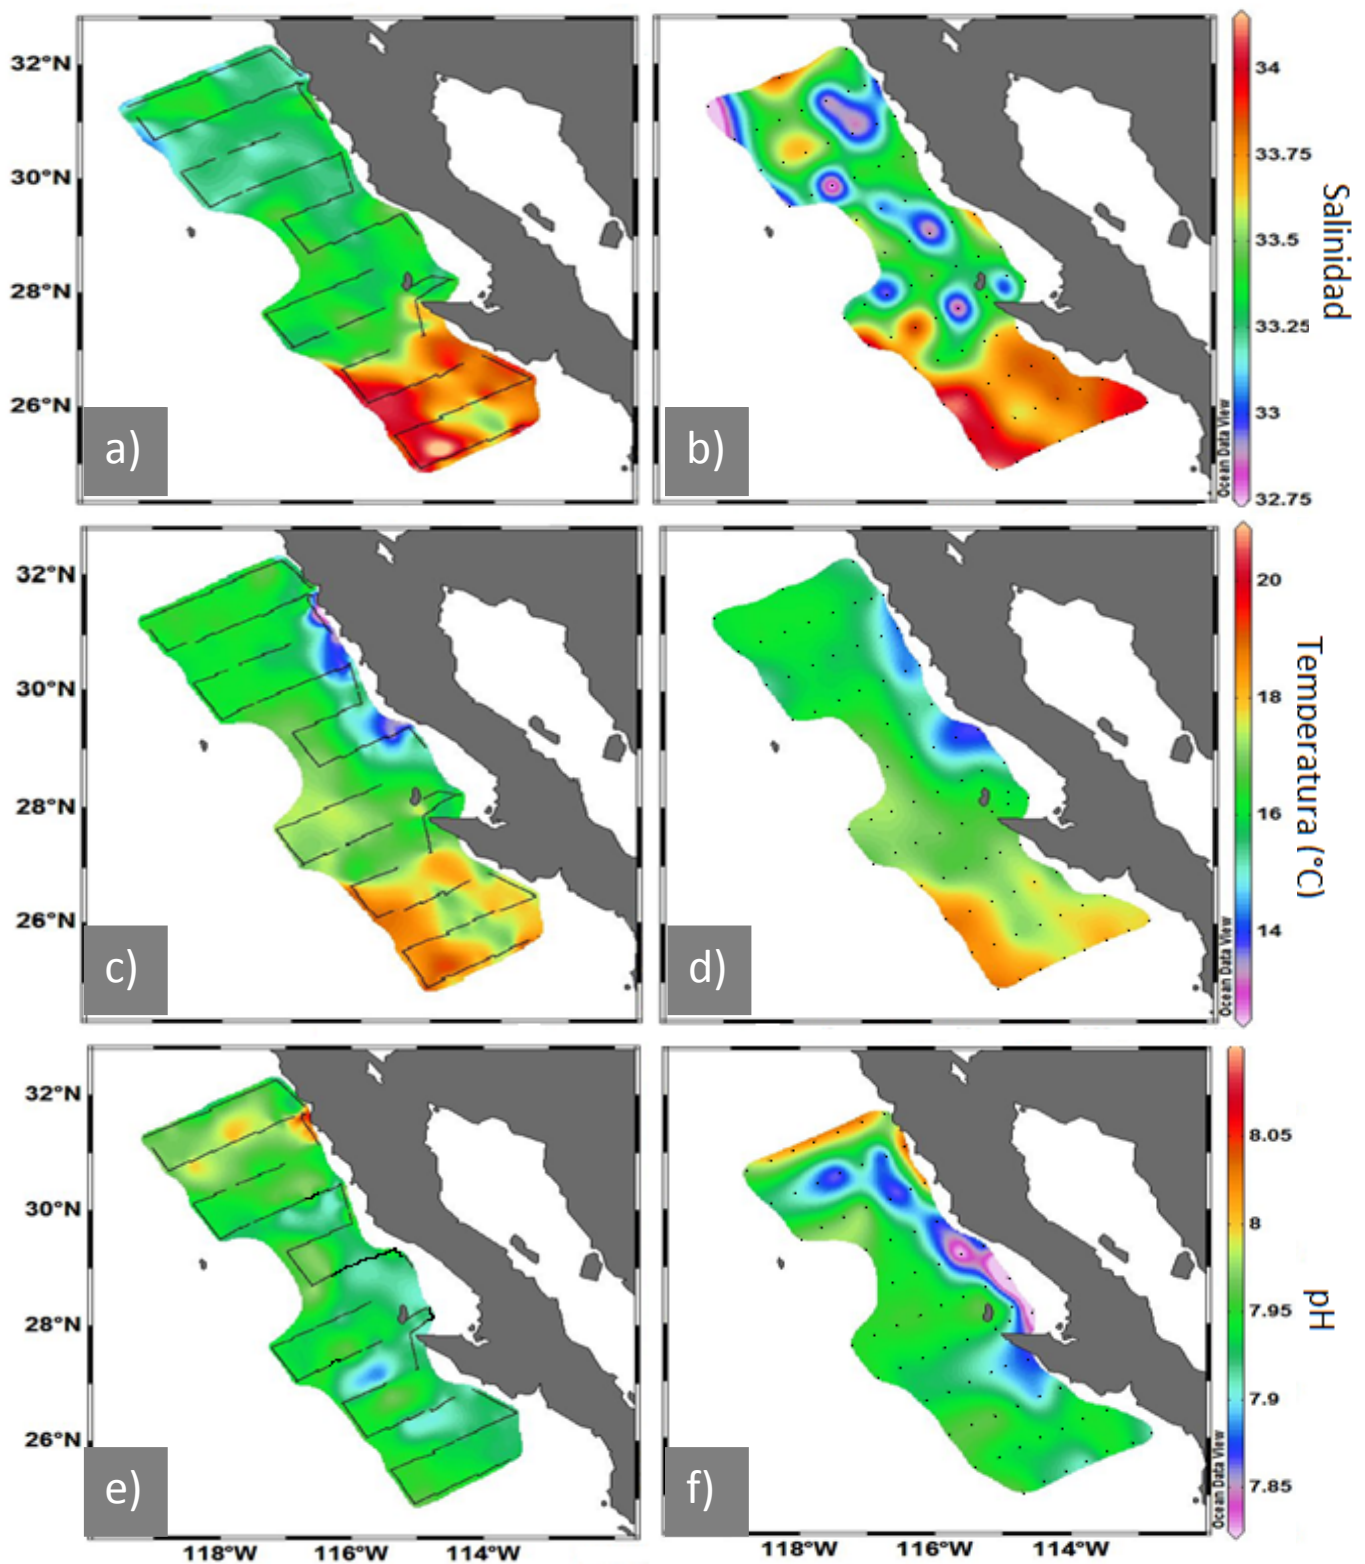 32°N
30°N
28°N
26°N
a)
b)
34
33.75
33.5
33.25
33
32.75
Salinidad
Ocean Data View
32°N
30°N
28°N
26°N
c)
d)
20
18
16
14
Temperatura (°C)
Ocean Data View
32°N
30°N
28°N
26°N
e)
f)
8.05
8
7.95
7.9
7.85
pH
Ocean Data View
118°W
116°W
114°W
118°W
116°W
114°W